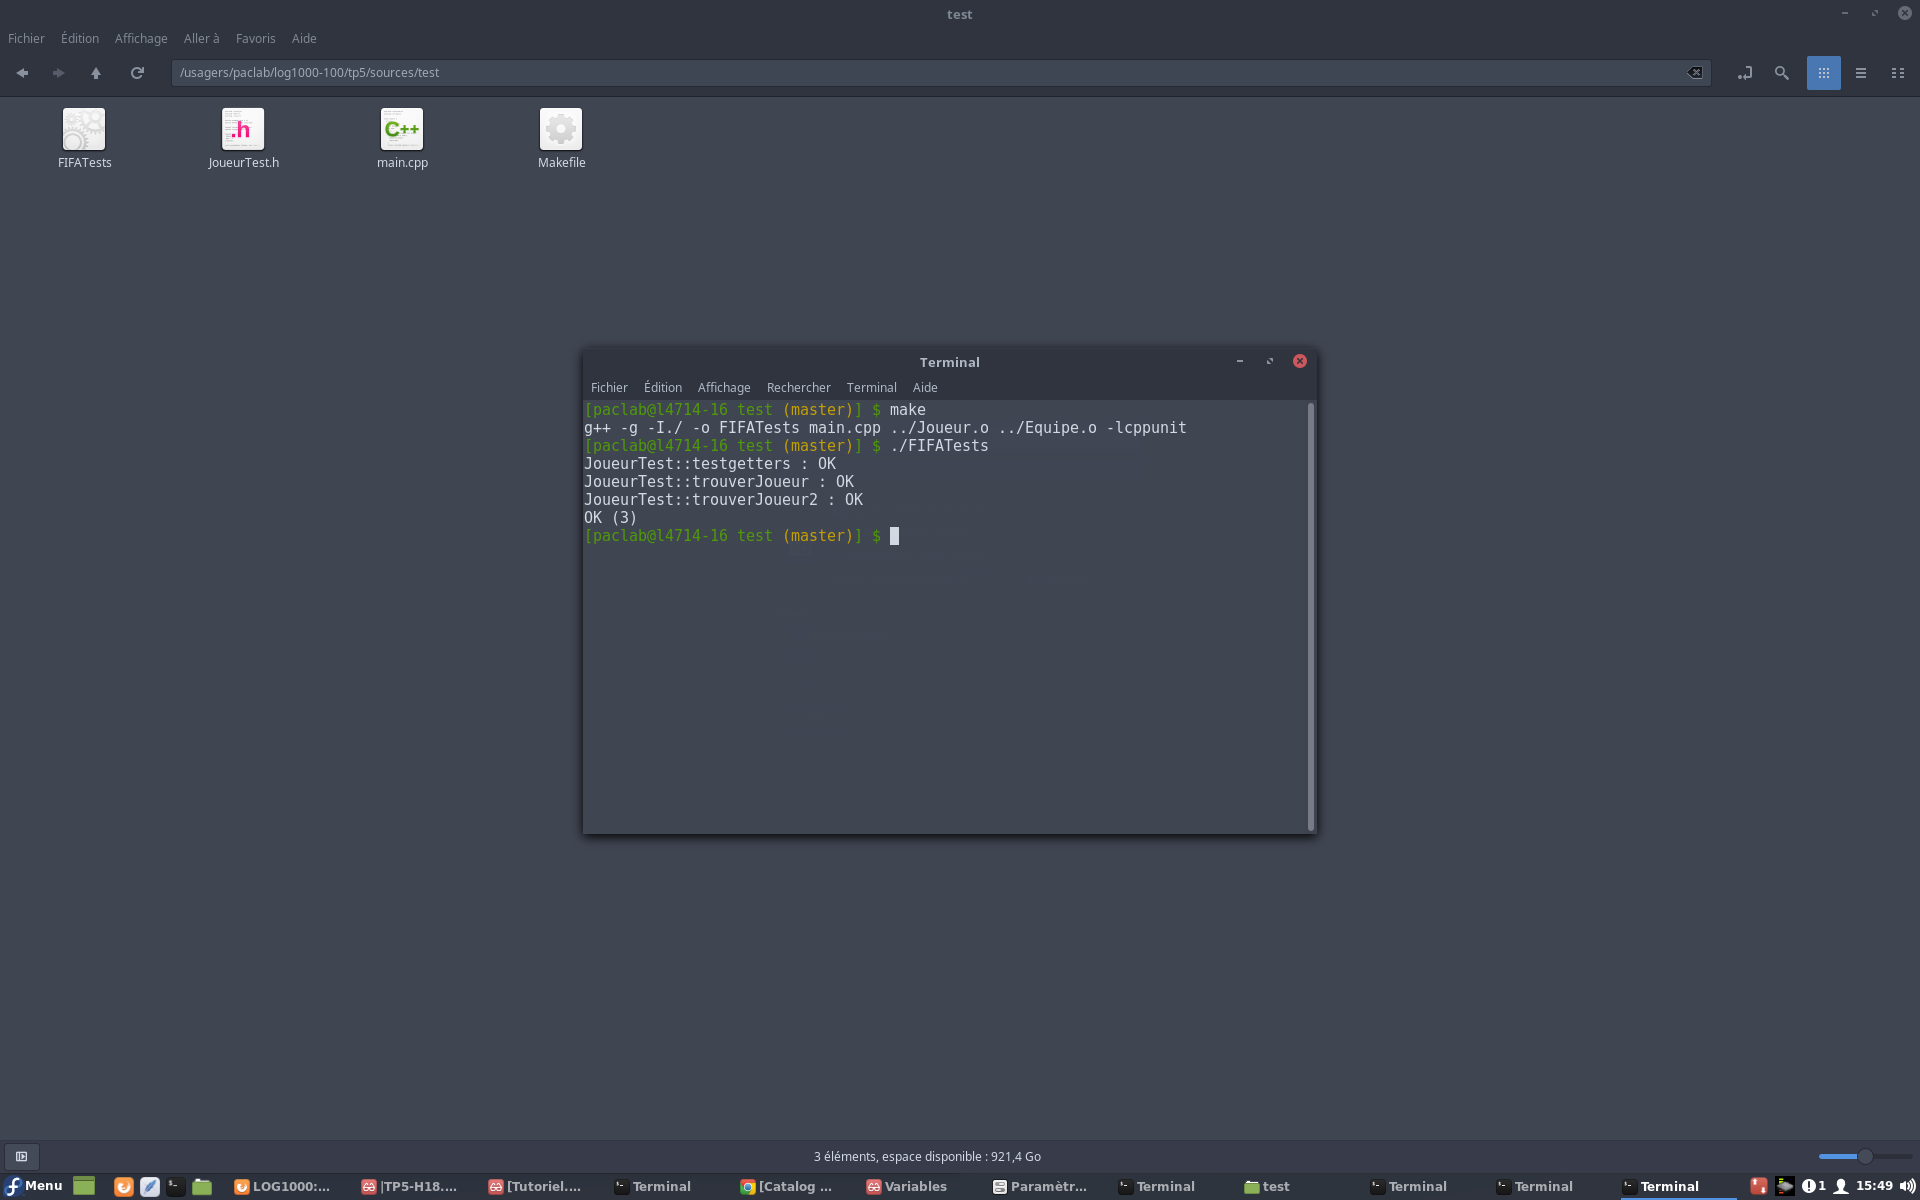 test
Fichier Édition Affichage Aller à Favoris Aide
/usagers/paclab/log1000-100/tp5/sources/test
.h C++
FIFATests JoueurTest.h main.cpp Makefile
Terminal
Fichier Édition Affichage Rechercher Terminal Aide
[paclab@l4714-16 test (master)] $ make
g++ -g -I./ -o FIFATests main.cpp ../Joueur.o ../Equipe.o -lcppunit
[paclab@l4714-16 test (master)] $ ./FIFATests
JoueurTest::testgetters : OK
JoueurTest::trouverJoueur : OK
JoueurTest::trouverJoueur2 : OK
OK (3)
[paclab@l4714-16 test (master)] $
3 éléments, espace disponible : 921,4 Go
Menu LOG1000:... |TP5-H18.... [Tutoriel.... Terminal [Catalog ... Variables Paramètr... Terminal test Terminal Terminal Terminal 1 15:49